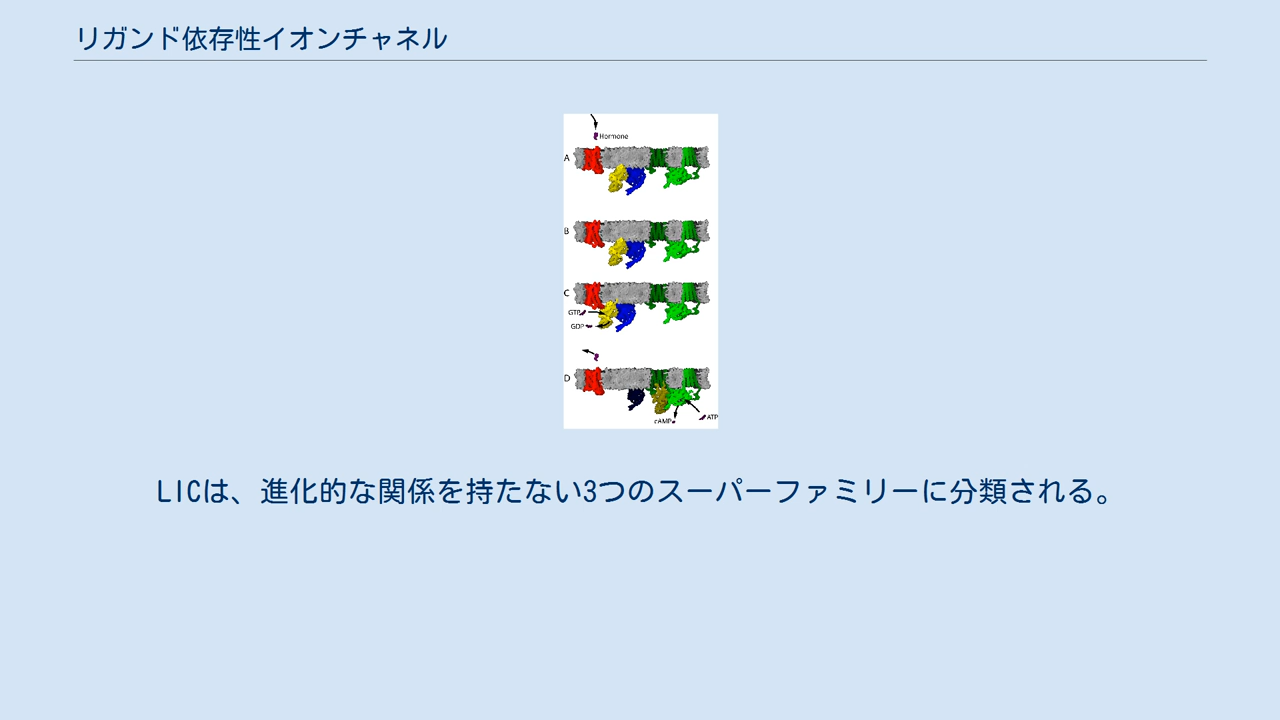 リガンド依存性イオンチャネル
Hormone
A
B
C
GTP
GDP
D
ATP
cAMP
LICは、進化的な関係を持たない3つのスーパーファミリーに分類される。